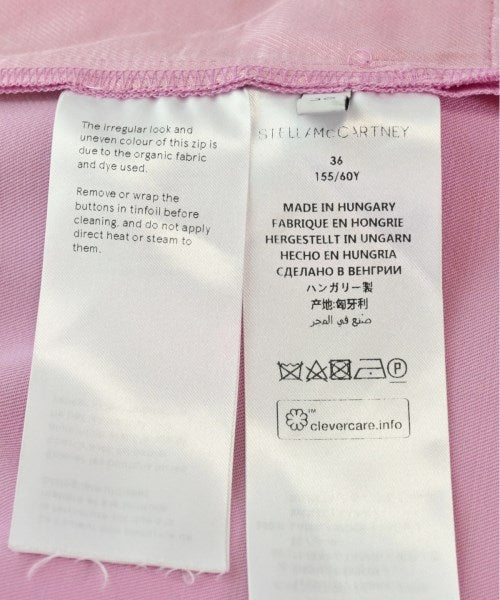 The irregular look and
uneven colour of this zip is
due to the organic fabric
and dye used.
Remove or wrap the
buttons in tinfoil before
cleaning, and do not apply
direct heat or steam to
them.
STELLA McCARTNEY
36
155/60Y
MADE IN HUNGARY
FABRIQUE EN HONGRIE
HERGESTELLT IN UNGARN
HECHO EN HUNGRIA
СДЕЛАНО В ВЕНГРИИ
ハンガリー製
产地:匈牙利
صنع في المجر
P
TM
clevercare.info